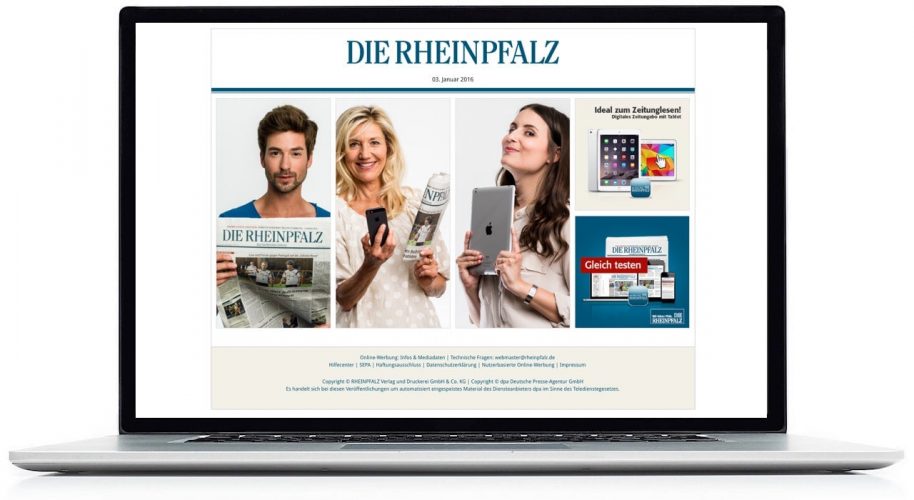 DIE RHEINPFALZ
03. Januar 2016
Ideal zum Zeitunglesen!
Digitales Zeitungsabo mit Tablet
DIE RHEINPFALZ
DIE RHEINPFALZ
Gleich testen
DIE
RHEINPFALZ
Online-Werbung: Infos & Mediadaten | Technische Fragen: webmaster@rheinpfalz.de
Hilfecenter | SEPA | Haftungsausschluss | Datenschutzerklärung | Nutzerbasierte Online-Werbung | Impressum
Copyright © RHEINPFALZ Verlag und Druckerei GmbH & Co. KG | Copyright © dpa Deutsche Presse-Agentur GmbH
Es handelt sich bei diesen Veröffentlichungen um automatisiert eingespeistes Material des Diensteanbieters dpa im Sinne des Teledienstegesetzes.